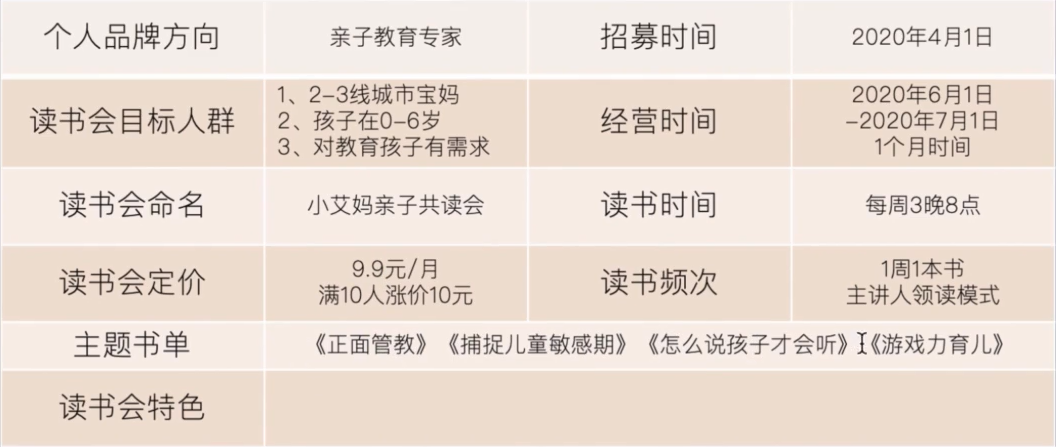 个人品牌方向
亲子教育专家
招募时间
2020年4月1日
读书会目标人群
1、2-3线城市宝妈
2、孩子在0-6岁
3、对教育孩子有需求
经营时间
2020年6月1日
-2020年7月1日
1个月时间
读书会命名
小艾妈亲子共读会
读书时间
每周3晚8点
读书会定价
9.9元/月
满10人涨价10元
读书频次
1周1本书
主讲人领读模式
主题书单
《正面管教》《捕捉儿童敏感期》《怎么说孩子才会听》《游戏力育儿》
读书会特色